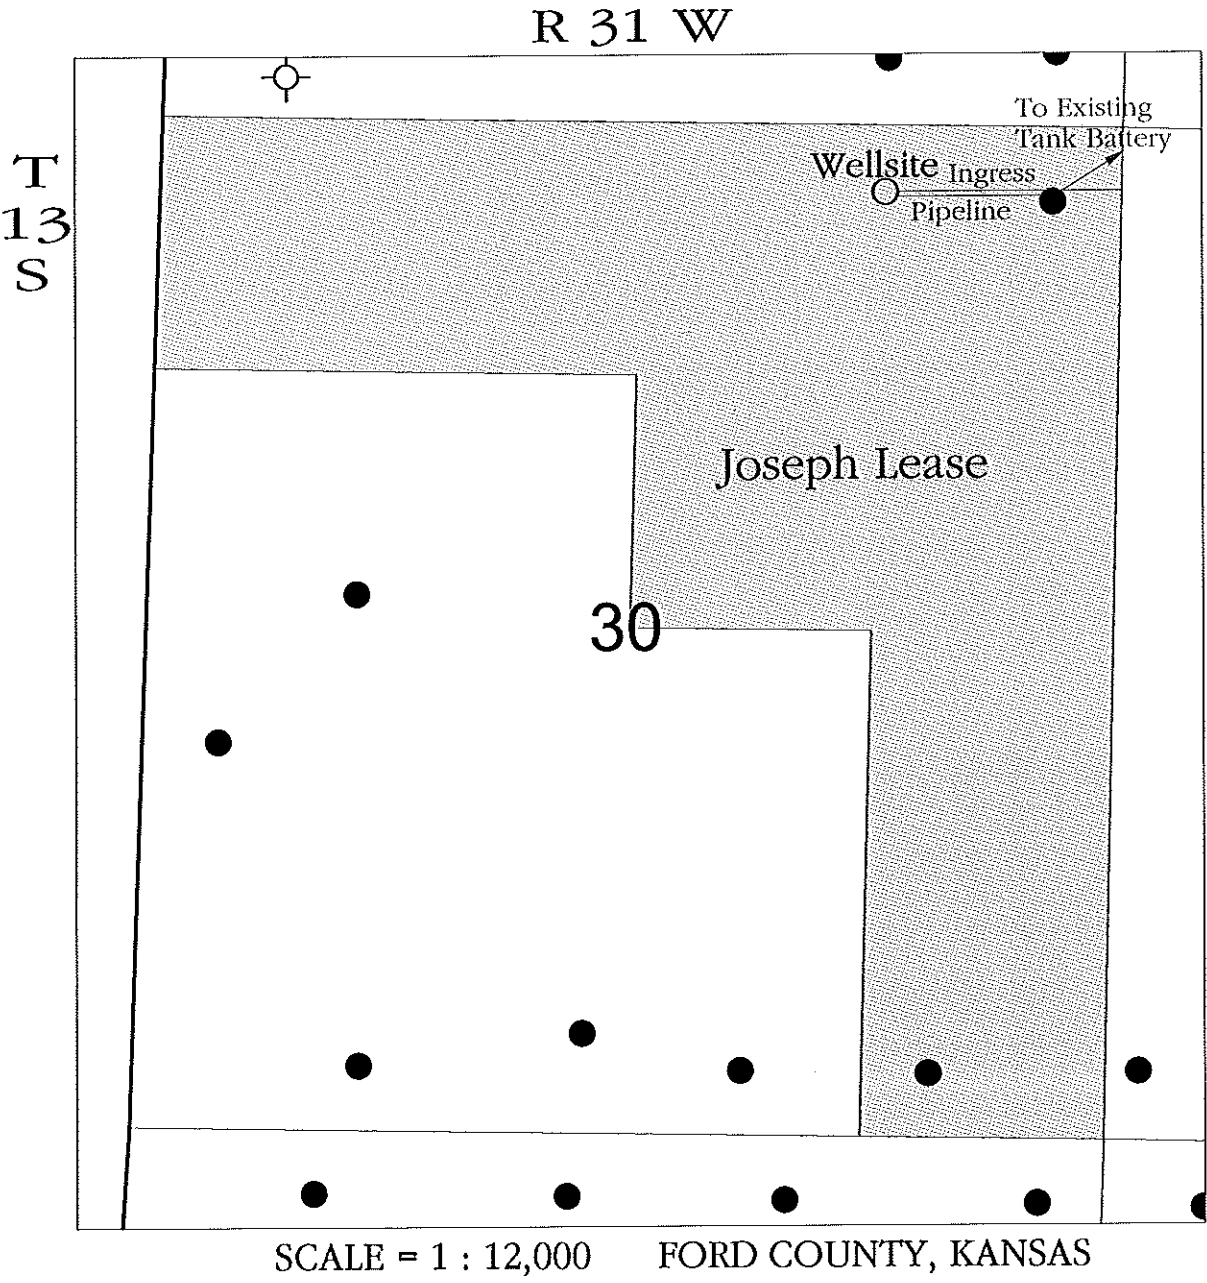 R 31 W
T
13
S
To Existing
Tank Battery
Wellsite
Ingress
Pipeline
Joseph Lease
30
SCALE = 1 : 12,000
FORD COUNTY, KANSAS